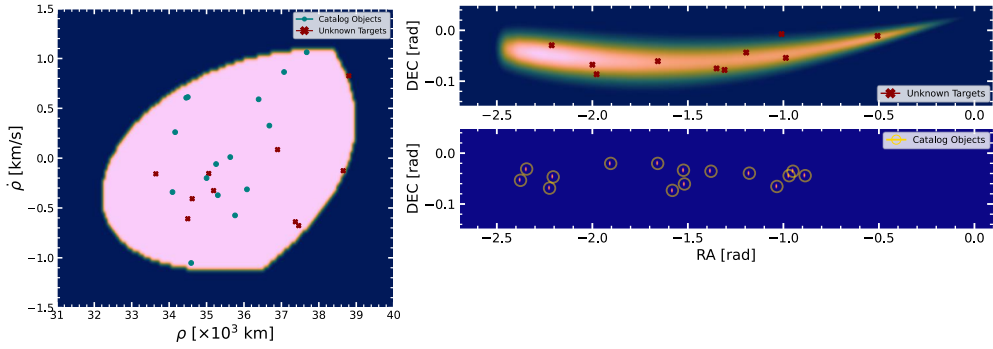 Catalog Objects
Unknown Targets
1.5
1.0
0.5
0.0
−0.5
−1.0
−1.5
ρ̇ [km/s]
31 32 33 34 35 36 37 38 39 40
ρ [×10³ km]
0.0
−0.1
DEC [rad]
Unknown Targets
−2.5 −2.0 −1.5 −1.0 −0.5 0.0
Catalog Objects
0.0
−0.1
DEC [rad]
−2.5 −2.0 −1.5 −1.0 −0.5 0.0
RA [rad]